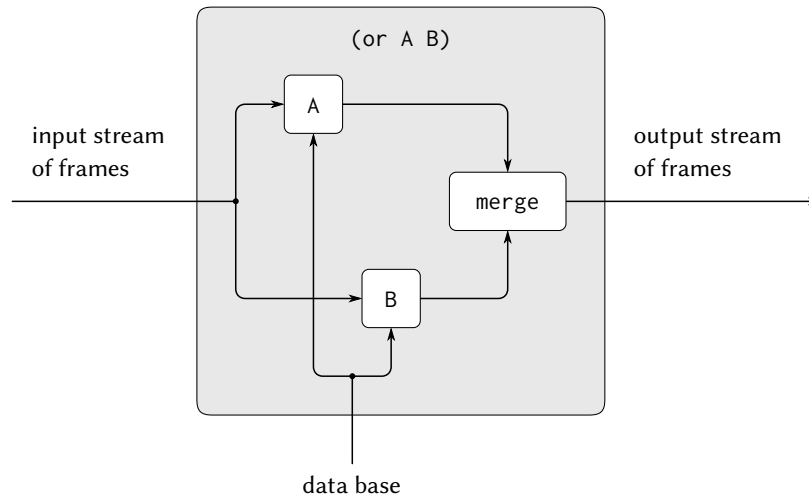 (or A B)
A
input stream
of frames
output stream
of frames
merge
B
data base